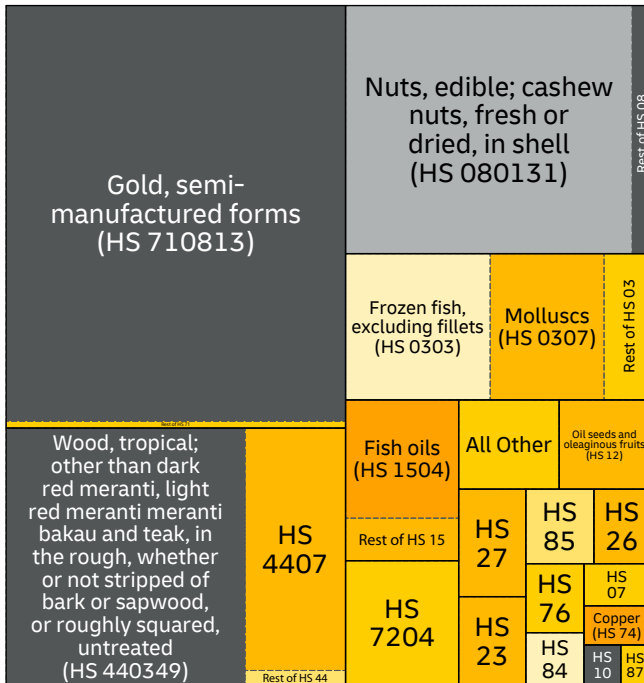 Gold, semi-
manufactured forms
(HS 710813)
Rest of HS 71
Wood, tropical;
other than dark
red meranti, light
red meranti meranti
bakau and teak, in
the rough, whether
or not stripped of
bark or sapwood,
or roughly squared,
untreated
(HS 440349)
HS
4407
Rest of HS 44
Nuts, edible; cashew
nuts, fresh or
dried, in shell
(HS 080131)
Rest of HS 08
Frozen fish,
excluding fillets
(HS 0303)
Molluscs
(HS 0307)
Rest of HS 03
Fish oils
(HS 1504)
Rest of HS 15
HS
7204
All Other
Oil seeds and
oleaginous fruits
(HS 12)
HS
27
HS
23
HS
85
HS
26
HS
76
HS
84
HS
07
Copper
(HS 74)
HS
10
HS
87